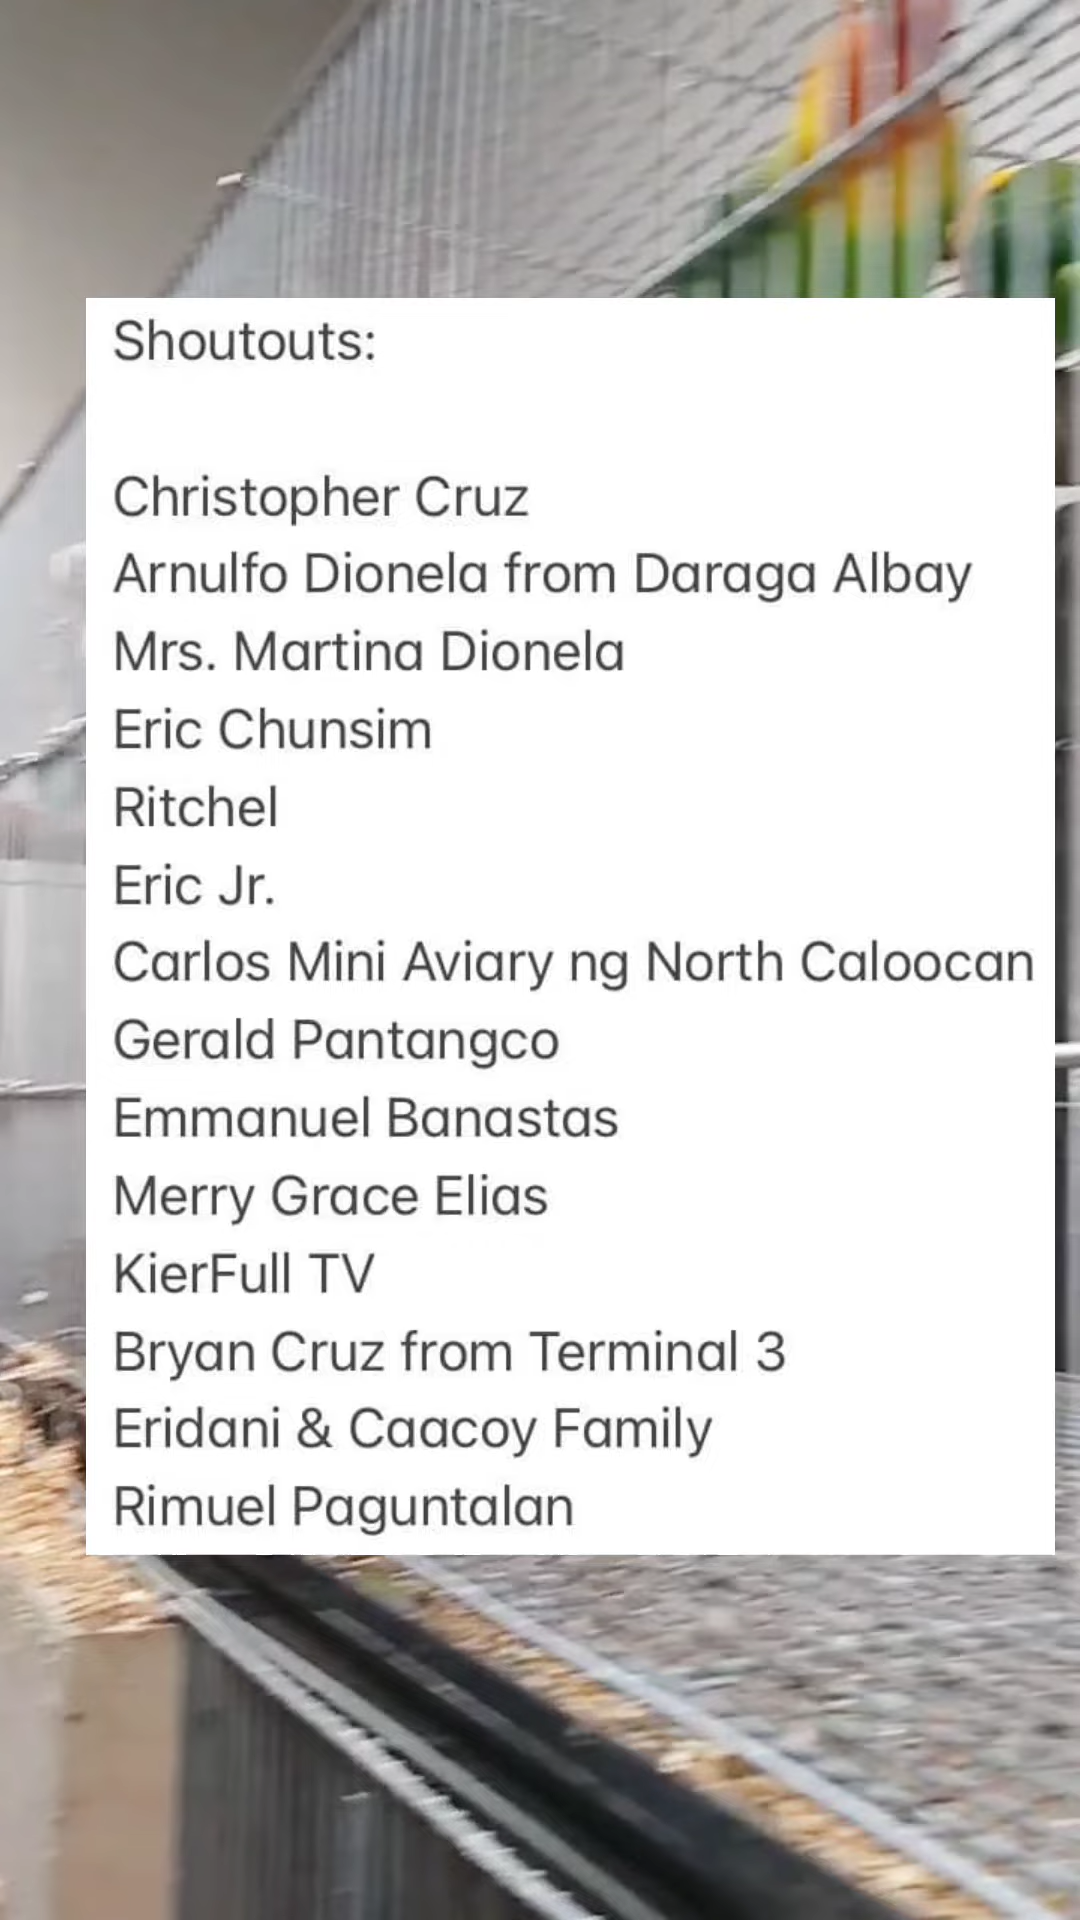 Shoutouts:
Christopher Cruz
Arnulfo Dionela from Daraga Albay
Mrs. Martina Dionela
Eric Chunsim
Ritchel
Eric Jr.
Carlos Mini Aviary ng North Caloocan
Gerald Pantangco
Emmanuel Banastas
Merry Grace Elias
KierFull TV
Bryan Cruz from Terminal 3
Eridani & Caacoy Family
Rimuel Paguntalan